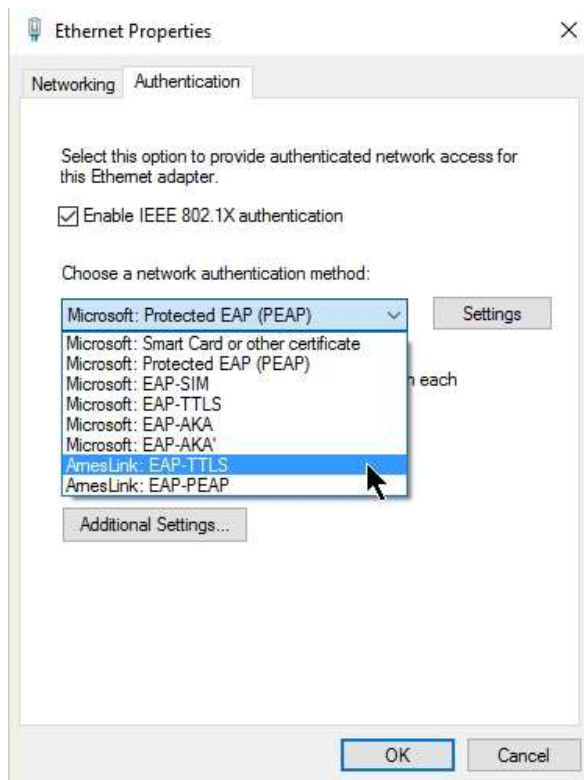 Ethernet Properties
Networking
Authentication
Select this option to provide authenticated network access for
this Ethernet adapter.
Enable IEEE 802.1X authentication
Choose a network authentication method:
Microsoft: Protected EAP (PEAP)
Settings
Microsoft: Smart Card or other certificate
Microsoft: Protected EAP (PEAP)
Microsoft: EAP-SIM
n each
Microsoft: EAP-TTLS
Microsoft: EAP-AKA
Microsoft: EAP-AKA'
AmesLink: EAP-TTLS
AmesLink: EAP-PEAP
Additional Settings...
OK
Cancel